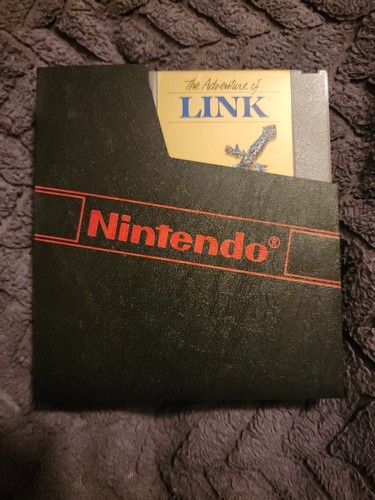 The Adventure of
LINK
Nintendo®